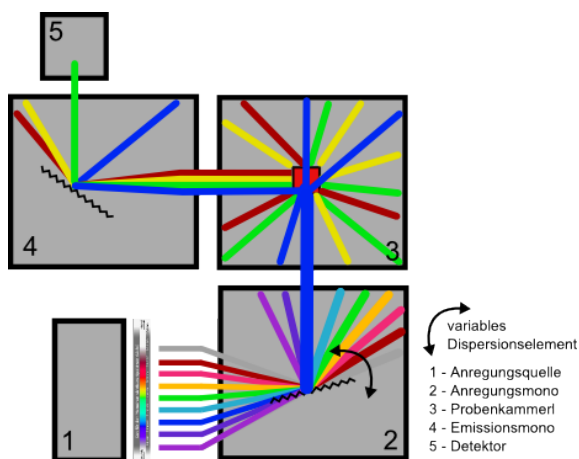 5
4
3
1
2
variables
Dispersionselement
1 - Anregungsquelle
2 - Anregungsmono
3 - Probenkammerl
4 - Emissionsmono
5 - Detektor